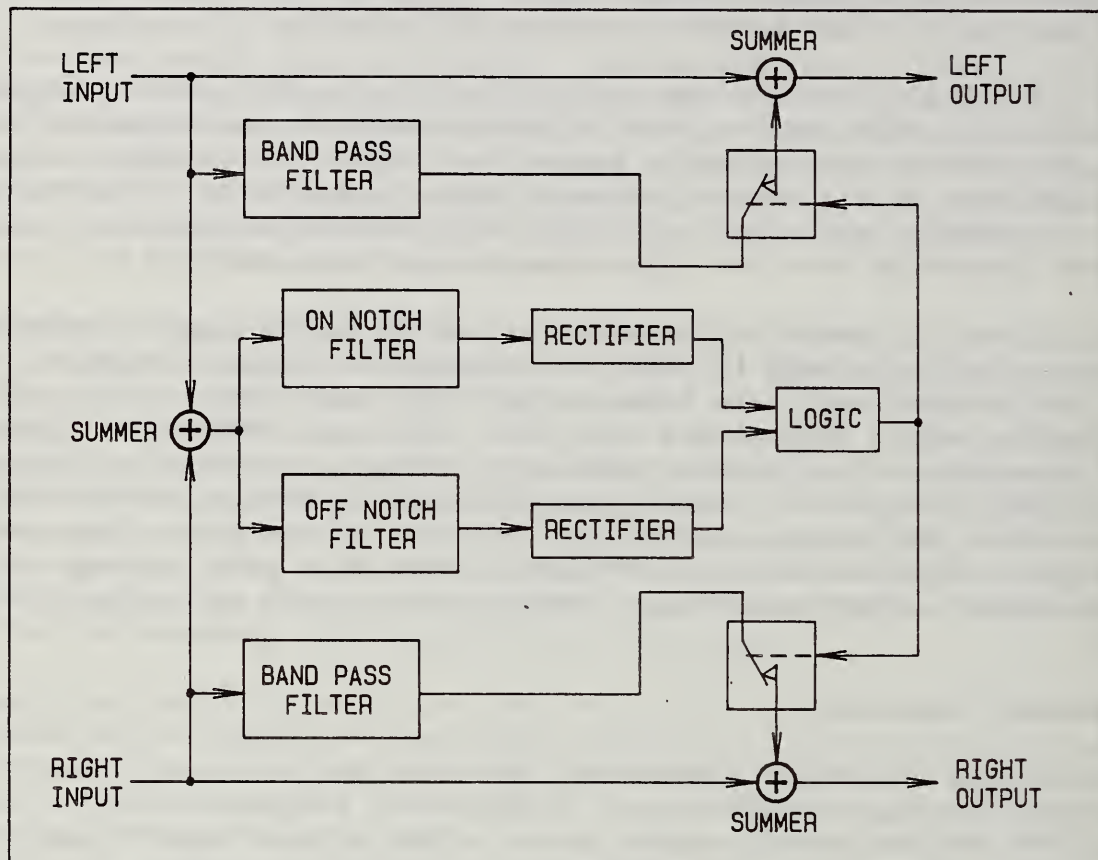 SUMMER
LEFT
INPUT
LEFT
OUTPUT
BAND PASS
FILTER
ON NOTCH
FILTER
RECTIFIER
SUMMER
LOGIC
OFF NOTCH
FILTER
RECTIFIER
BAND PASS
FILTER
RIGHT
INPUT
RIGHT
OUTPUT
SUMMER